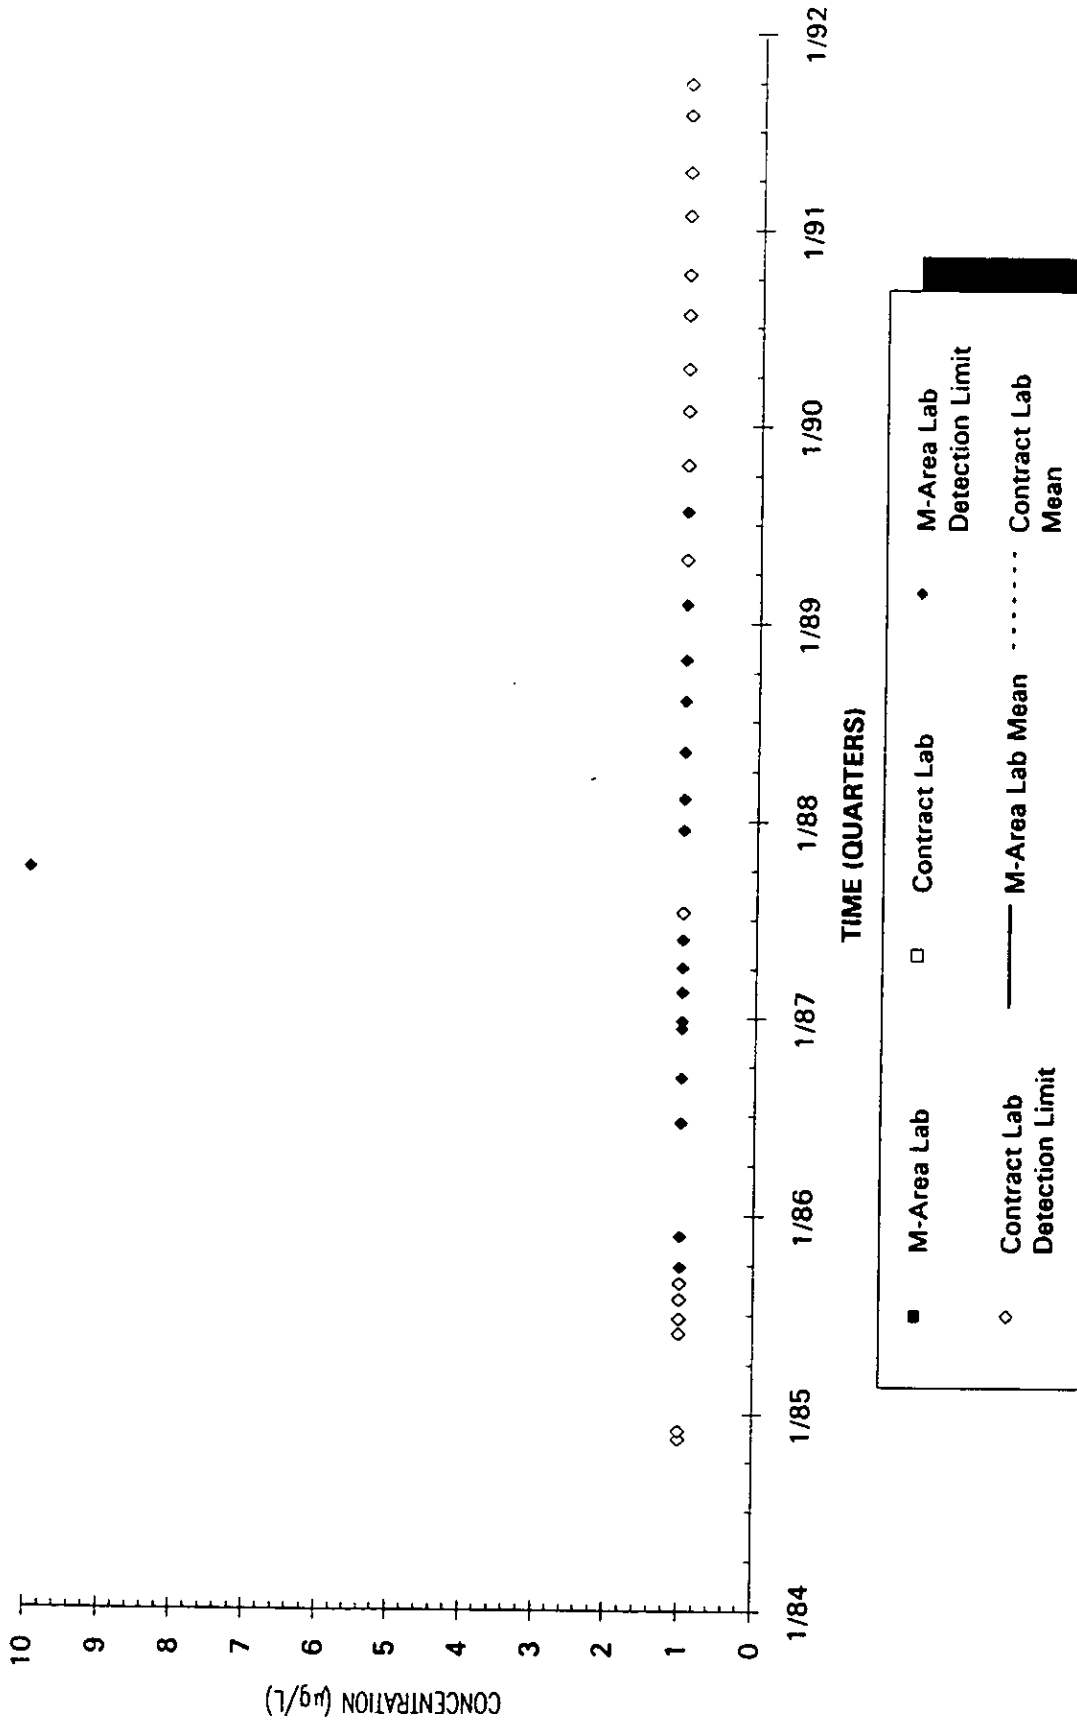 CONCENTRATION (µg/L)
10
9
8
7
6
5
4
3
2
1
0
1/84
1/85
1/86
1/87
1/88
1/89
1/90
1/91
1/92
TIME (QUARTERS)
M-Area Lab
Contract Lab
M-Area Lab
Detection Limit
Contract Lab
Detection Limit
M-Area Lab Mean
Contract Lab
Mean